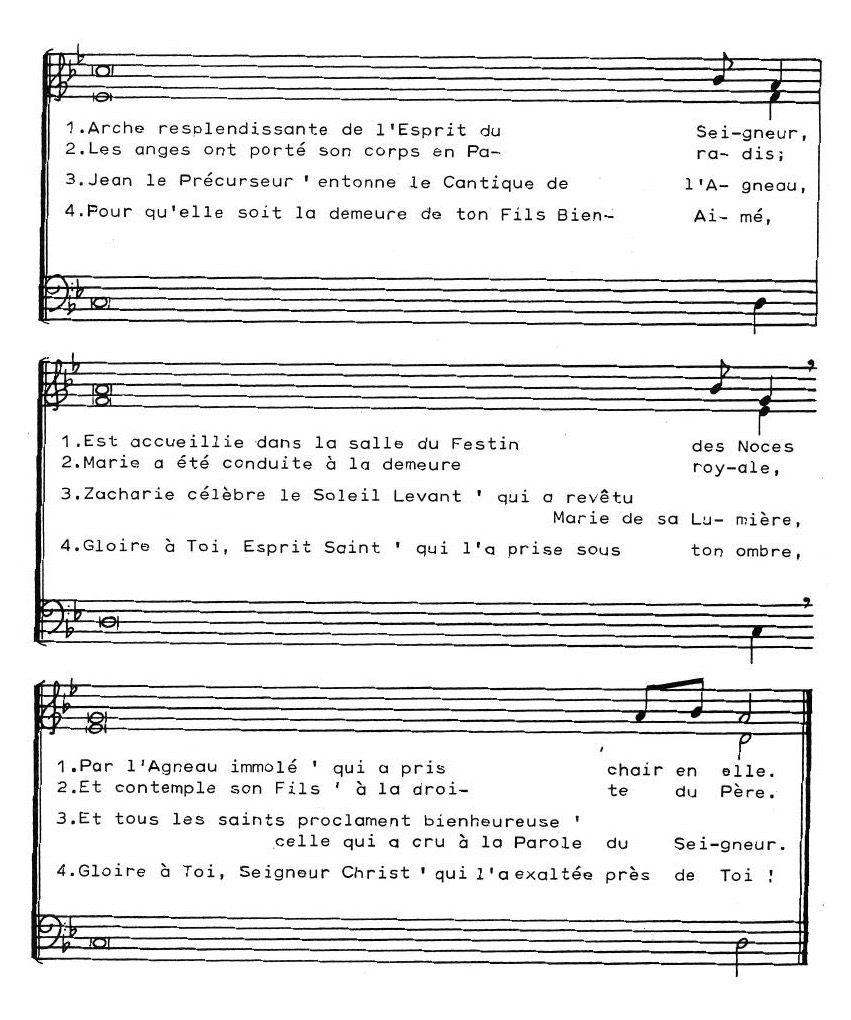 1.Arche resplendissante de l'Esprit du Sei-gneur,
2.Les anges ont porté son corps en Pa- ra- dis;
3.Jean le Précurseur ' entonne le Cantique de l'A- gneau,
4.Pour qu'elle soit la demeure de ton Fils Bien- Ai- mé,
1.Est accueillie dans la salle du Festin des Noces
2.Marie a été conduite à la demeure roy-ale,
3.Zacharie célèbre le Soleil Levant ' qui a revêtu
Marie de sa Lu- mière,
4.Gloire à Toi, Esprit Saint ' qui l'a prise sous ton ombre,
1.Par l'Agneau immolé ' qui a pris chair en elle.
2.Et contemple son Fils ' à la droi- te du Père.
3.Et tous les saints proclament bienheureuse '
celle qui a cru à la Parole du Sei-gneur.
4.Gloire à Toi, Seigneur Christ ' qui l'a exaltée près de Toi !